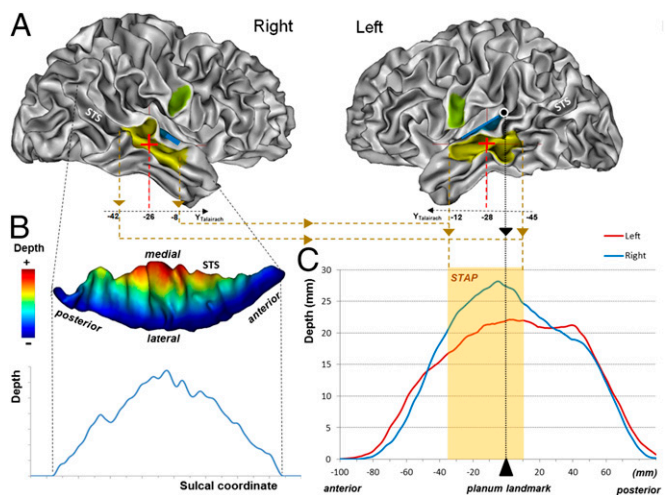 A
Right
Left
STS
STS
-42
-26
-8
YTalairach
YTalairach
-12
-28
-45
B
Depth
+
–
medial
STS
posterior
anterior
lateral
Depth
Sulcal coordinate
C
Left
Right
STAP
Depth (mm)
35
30
25
20
15
10
5
0
-100
-80
-60
-40
-20
0
20
40
60
80
(mm)
anterior
planum landmark
posterior